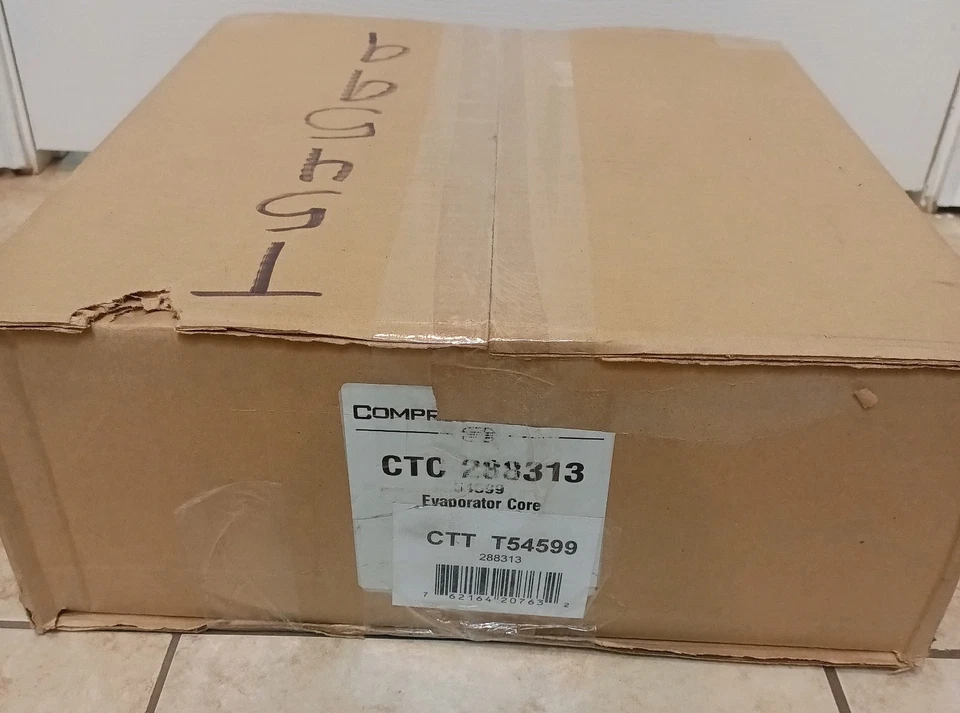 T54599
COMPR
CTC 288313
54599
Evaporator Core
CTT T54599
288313
7 62164 20763 2